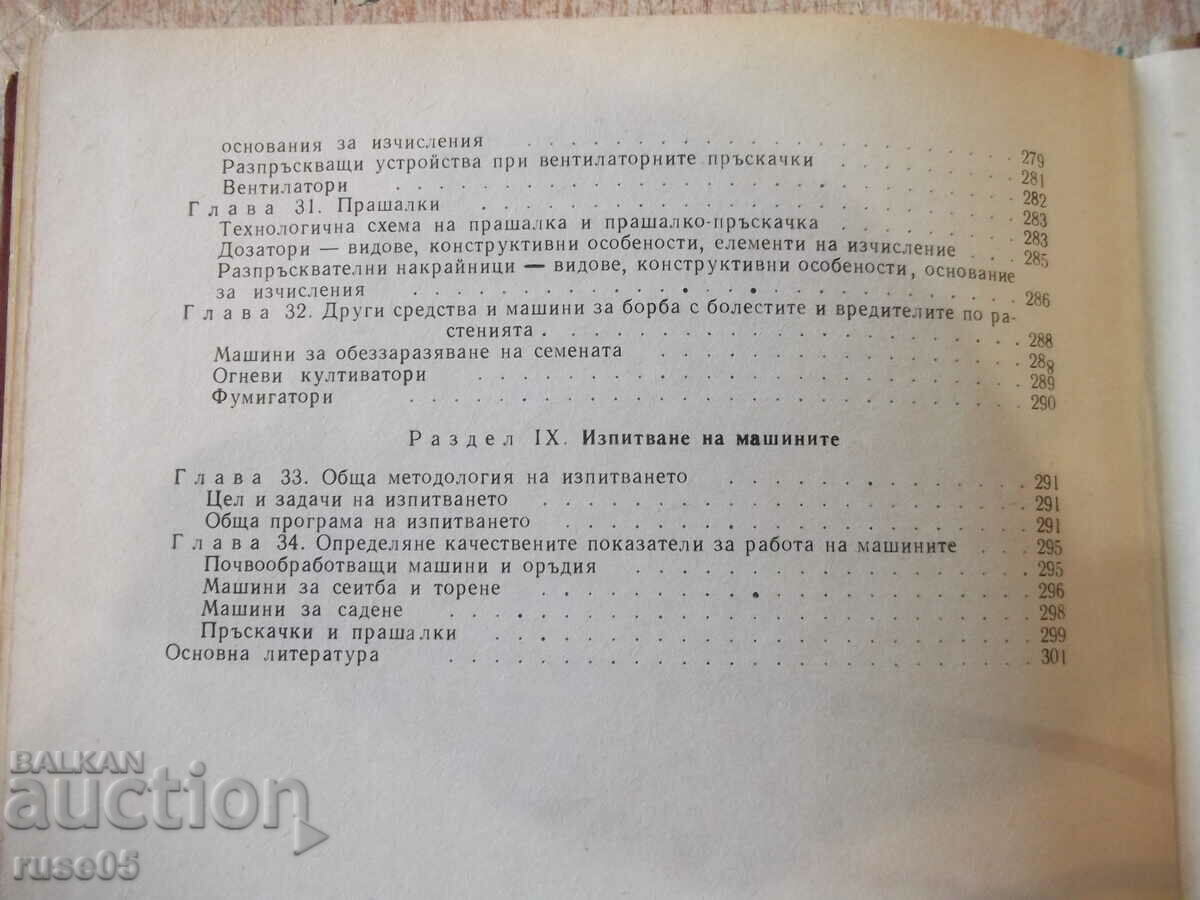 основания за изчисления . . . . . . . . . . . . . . . 279
Разпръскващи устройства при вентилаторните пръскачки . . . . . . 281
Вентилатори . . . . . . . . . . . . . . . . . . . . 282
Глава 31. Прашалки . . . . . . . . . . . . . . . . . 283
Технологична схема на прашалка и прашалко-пръскачка . . . . . . 283
Дозатори — видове, конструктивни особености, елементи на изчисление . . . 285
Разпръсквателни накрайници — видове, конструктивни особености, основание
за изчисления . . . . . . . . . . . . . . . . . . . 286
Глава 32. Други средства и машини за борба с болестите и вредителите по ра-
стенията . . . . . . . . . . . . . . . . 288
Машини за обеззаразяване на семената . . . . . . . . . . . . 288
Огневи култиватори . . . . . . . . . . . . . . . . . 289
Фумигатори . . . . . . . . . . . . . . . . . . . . 290
Раздел IX. Изпитване на машините
Глава 33. Обща методология на изпитването . . . . . . . . . . 291
Цел и задачи на изпитването . . . . . . . . . . . . . . . 291
Обща програма на изпитването . . . . . . . . . . . . . . 291
Глава 34. Определяне качествените показатели за работа на машините . . . 295
Почвообработващи машини и оръдия . . . . . . . . . . . . 295
Машини за сеитба и торене . . . . . . . . . . . . . . . 296
Машини за садене . . . . . . . . . . . . . . . . . . 298
Пръскачки и прашалки . . . . . . . . . . . . . . . . . 299
Основна литература . . . . . . . . . . . . . . . . . . 301
BALKAN
auction
ruse05